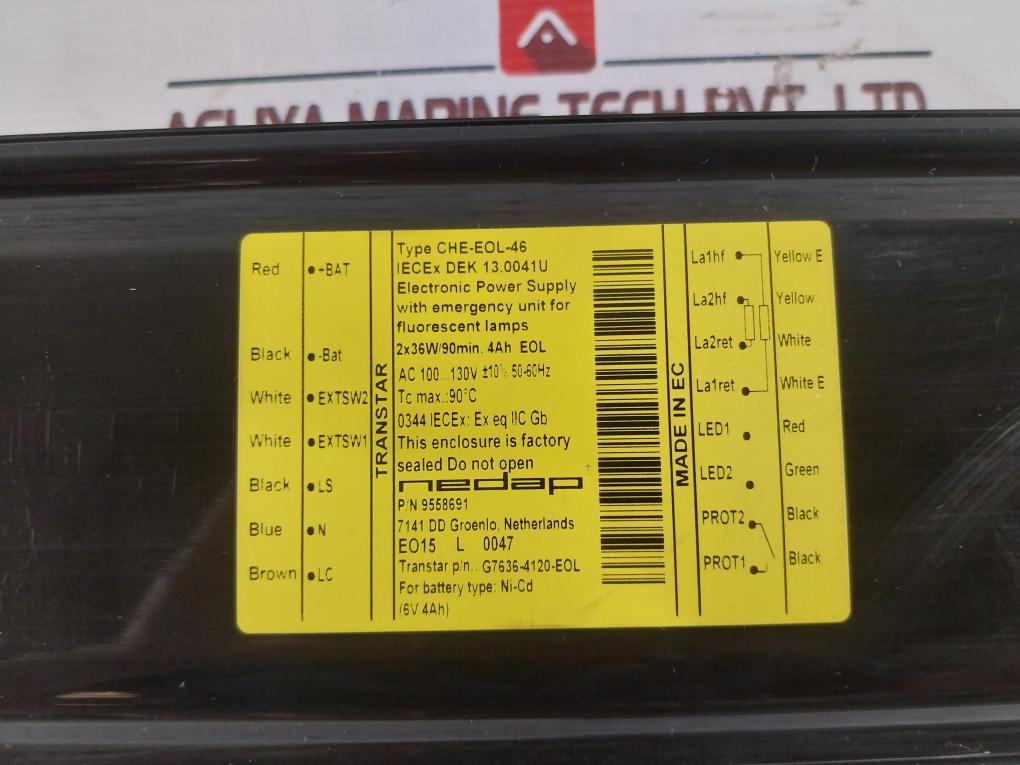 AELIYA MARINE TECH PVT. LTD
Red +BAT
Black -Bat
White EXTSW2
White EXTSW1
Black LS
Blue N
Brown LC
TRANSTAR
Type CHE-EOL-46
IECEx DEK 13.0041U
Electronic Power Supply
with emergency unit for
fluorescent lamps
2x36W/90min. 4Ah EOL
AC 100...130V ±10% 50-60Hz
Tc max.:90°C
0344 IECEx: Ex eq IIC Gb
This enclosure is factory
sealed Do not open
nedap
P/N 9558691
7141 DD Groenlo, Netherlands
EO15 L 0047
Transtar p/n.: G7636-4120-EOL
For battery type: Ni-Cd
(6V 4Ah)
MADE IN EC
La1hf Yellow E
La2hf Yellow
La2ret White
La1ret White E
LED1 Red
LED2 Green
PROT2 Black
PROT1 Black